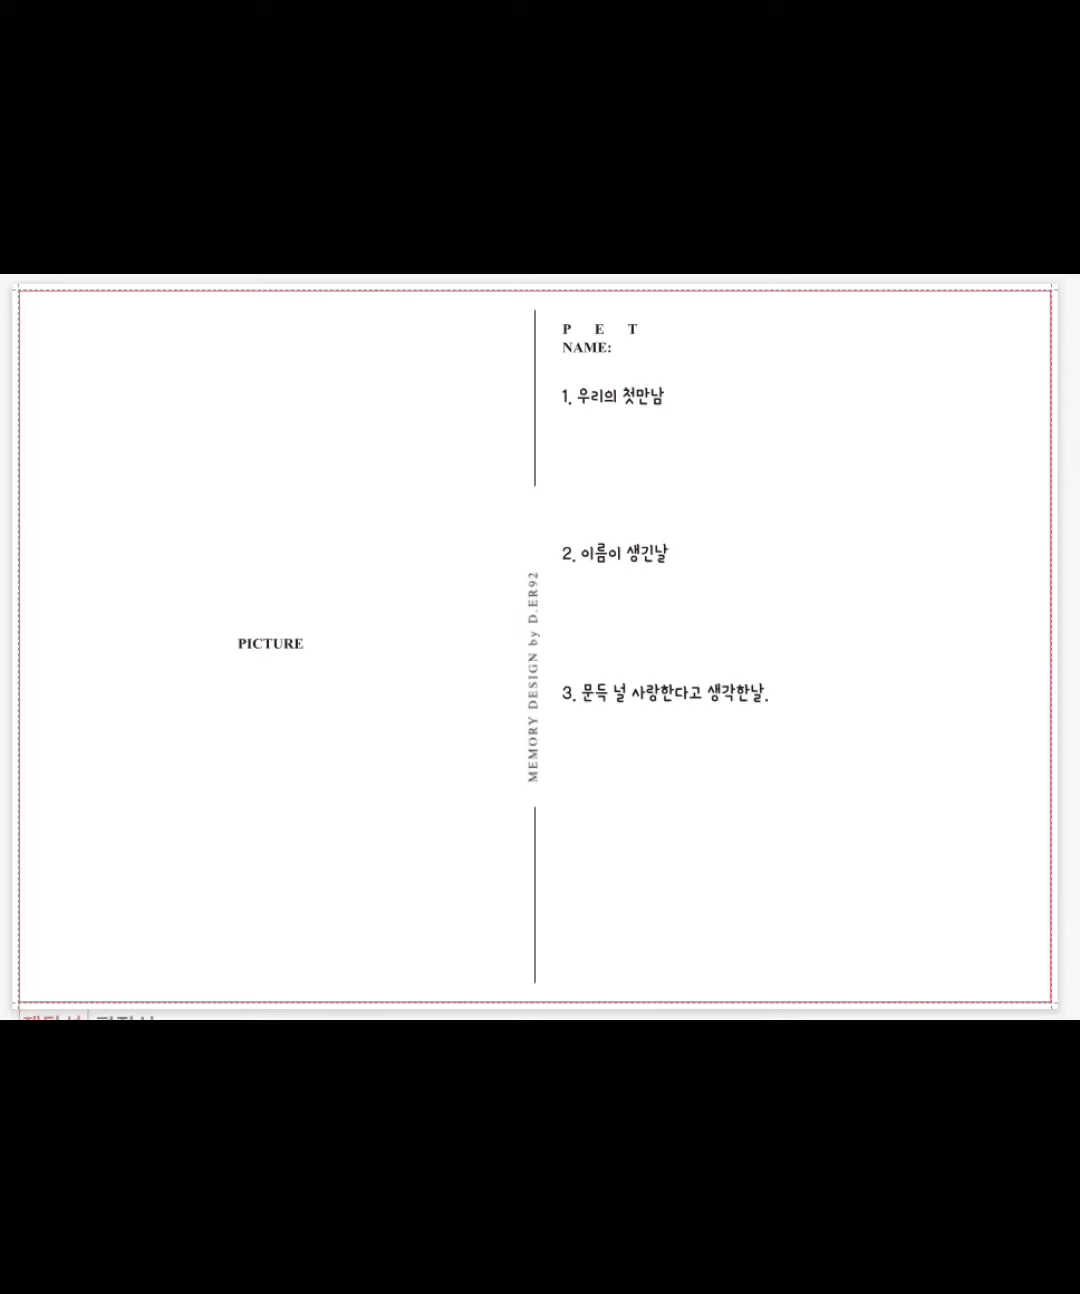 PICTURE
MEMORY DESIGN by D.ER92
P E T
NAME:
1. 우리의 첫만남
2. 이름이 생긴날
3. 문득 널 사랑한다고 생각한날.